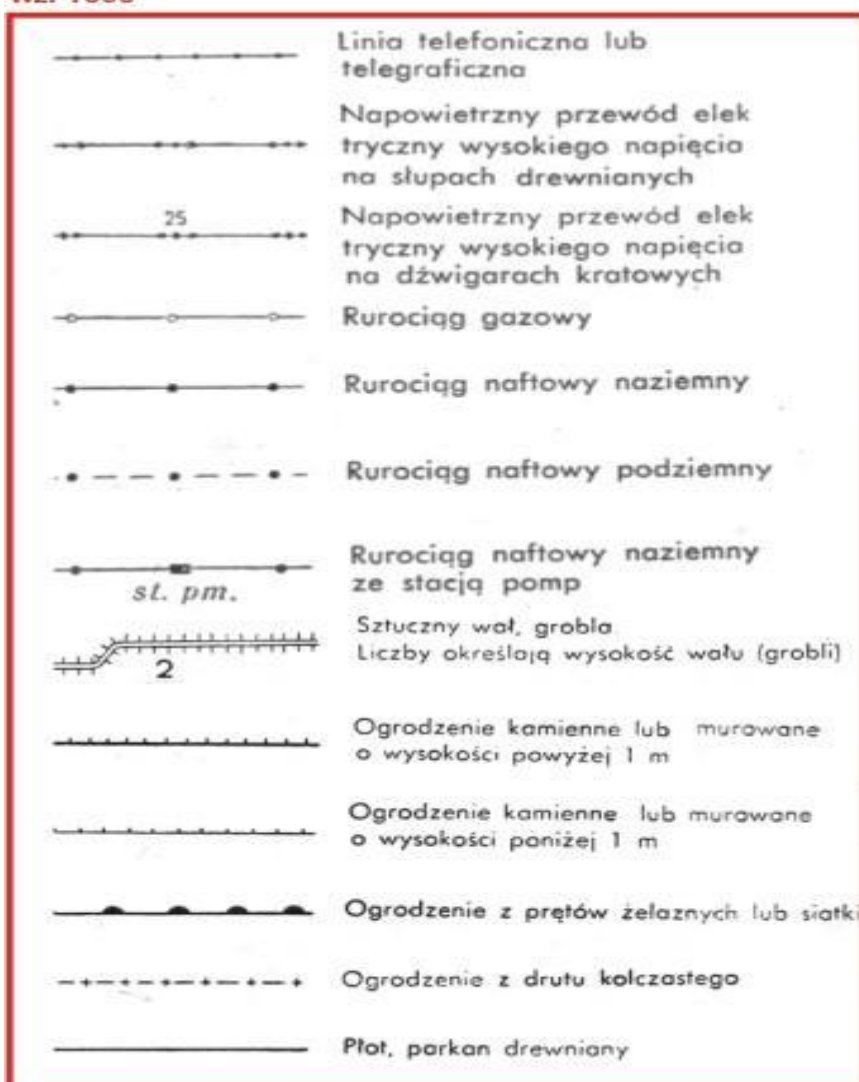 Linia telefoniczna lub
telegraficzna
Napowietrzny przewód elek
tryczny wysokiego napięcia
na słupach drewnianych
25
Napowietrzny przewód elek
tryczny wysokiego napięcia
na dźwigarach kratowych
Rurociąg gazowy
Rurociąg naftowy naziemny
Rurociąg naftowy podziemny
Rurociąg naftowy naziemny
ze stacją pomp
st. pm.
Sztuczny wał, grobla
Liczby określają wysokość wału (grobli)
2
Ogrodzenie kamienne lub murowane
o wysokości powyżej 1 m
Ogrodzenie kamienne lub murowane
o wysokości poniżej 1 m
Ogrodzenie z prętów żelaznych lub siatki
Ogrodzenie z drutu kolczastego
Płot, parkan drewniany